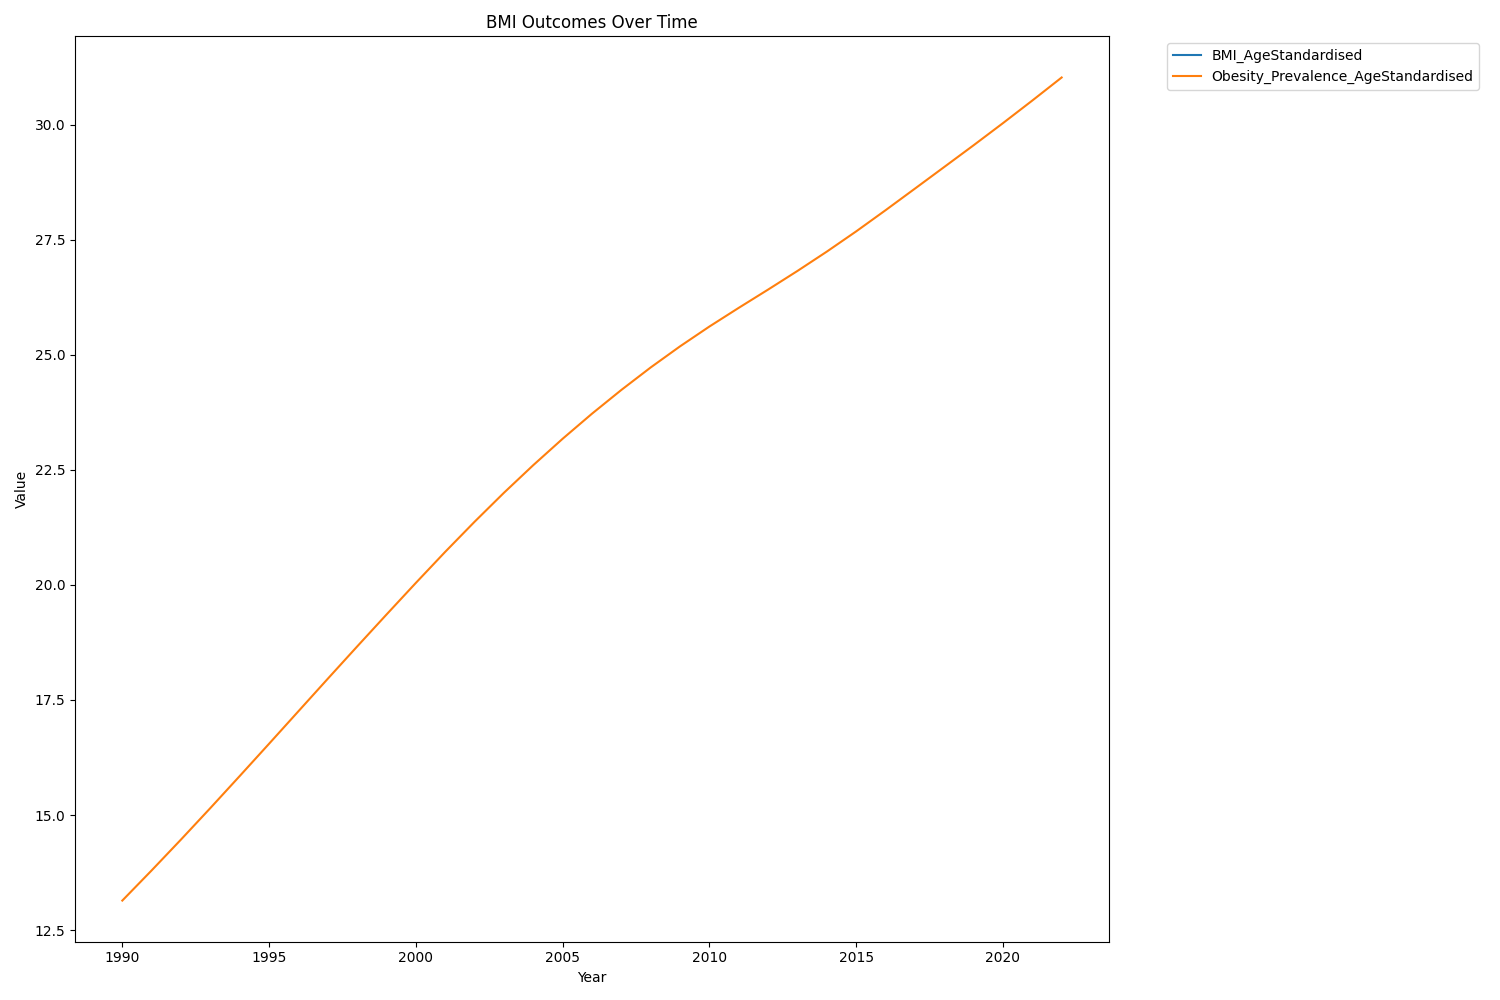 BMI Outcomes Over Time
BMI_AgeStandardised
Obesity_Prevalence_AgeStandardised
30.0
27.5
25.0
22.5
20.0
17.5
15.0
12.5
Value
1990 1995 2000 2005 2010 2015 2020
Year